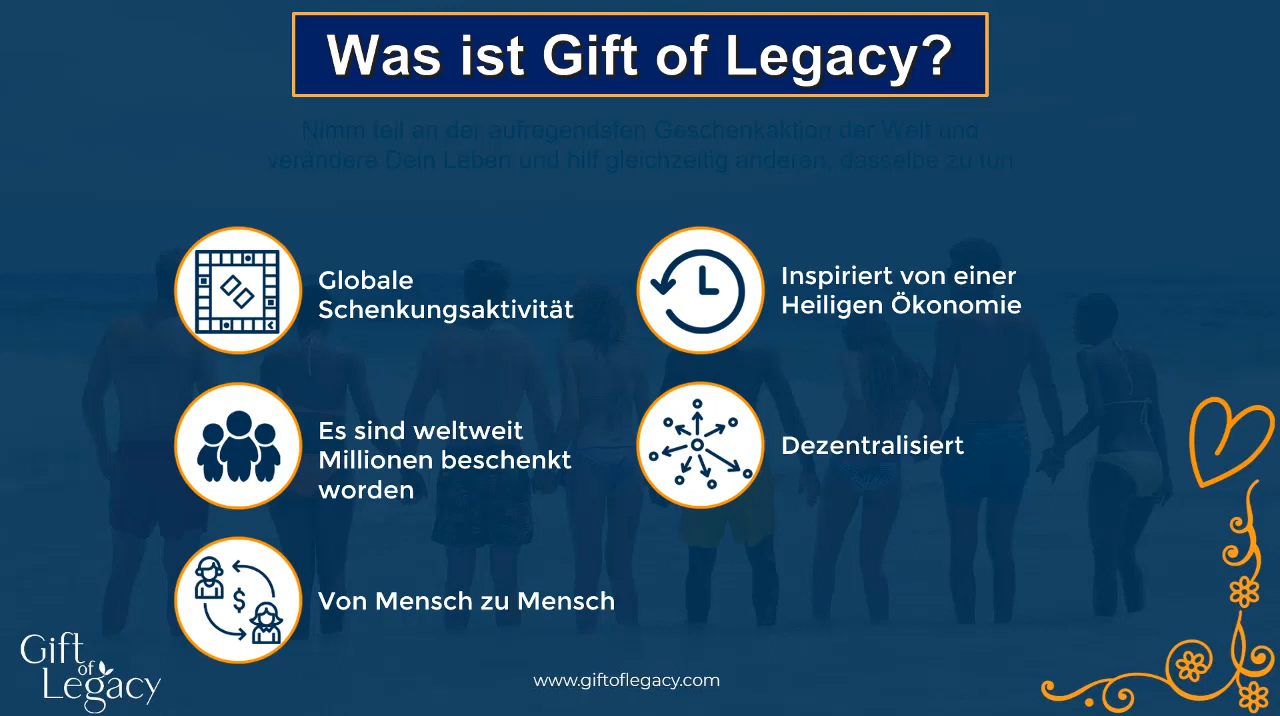 Was ist Gift of Legacy?
Nimm teil an der aufregendsten Geschenkaktion der Welt und
verändere Dein Leben und hilf gleichzeitig anderen, dasselbe zu tun
Globale
Schenkungsaktivität
Inspiriert von einer
Heiligen Ökonomie
Es sind weltweit
Millionen beschenkt
worden
Dezentralisiert
$
Von Mensch zu Mensch
Gift
of
Legacy
www.giftoflegacy.com